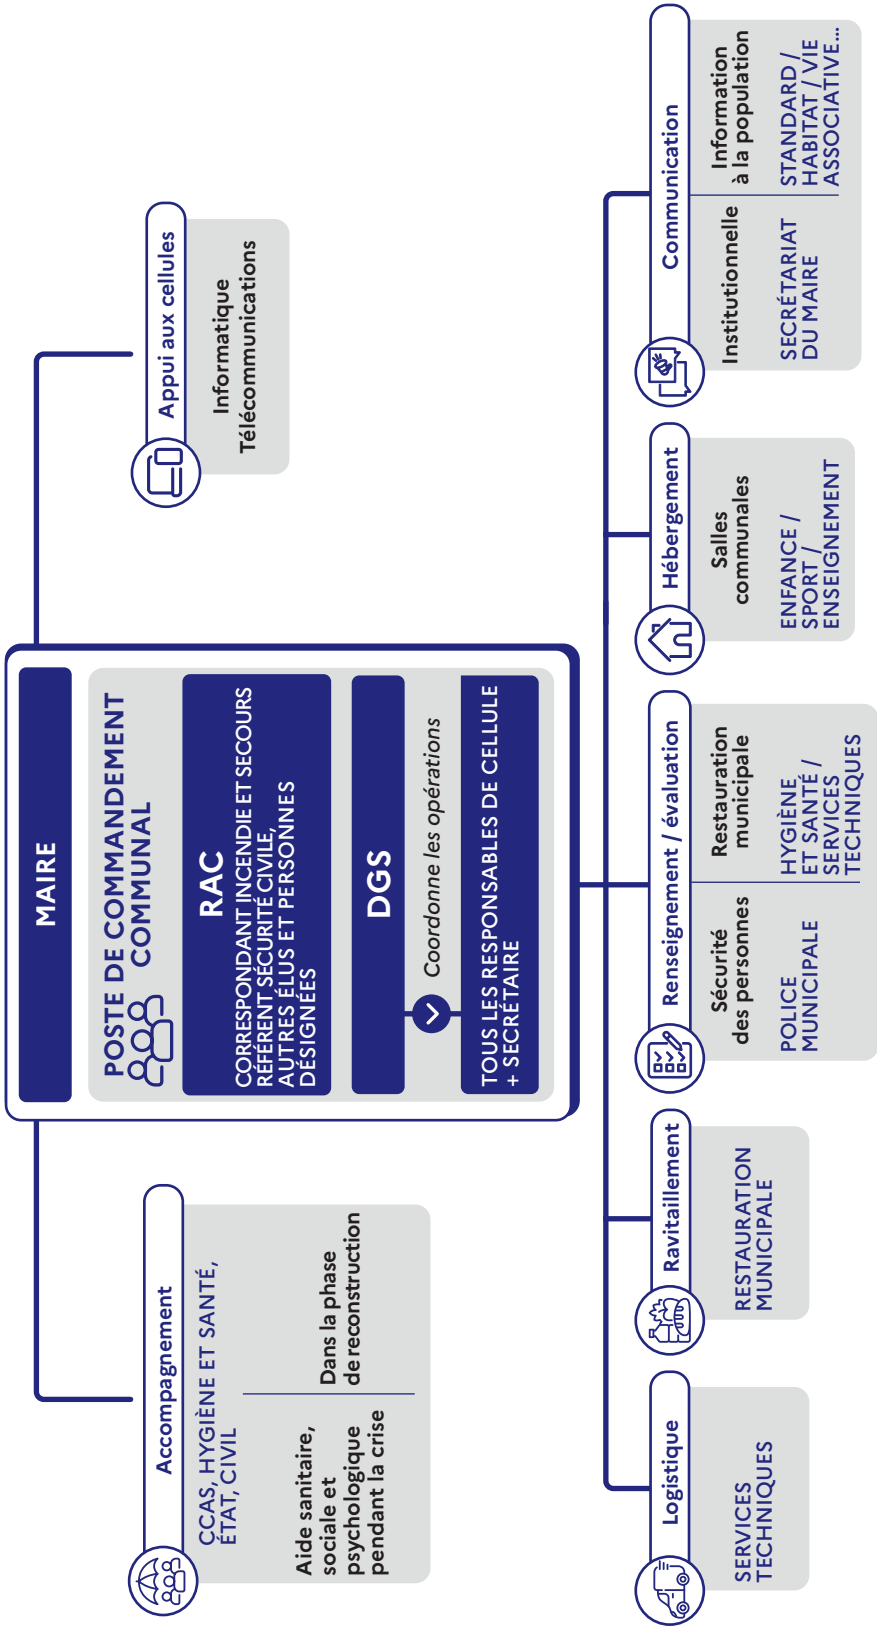 MAIRE
POSTE DE COMMANDEMENT
COMMUNAL
RAC
CORRESPONDANT INCENDIE ET SECOURS
RÉFÉRENT SÉCURITÉ CIVILE,
AUTRES ÉLUS ET PERSONNES
DÉSIGNÉES
DGS
Coordonne les opérations
TOUS LES RESPONSABLES DE CELLULE
+ SECRÉTAIRE
Accompagnement
CCAS, HYGIÈNE ET SANTÉ,
ÉTAT, CIVIL
Aide sanitaire,
sociale et
psychologique
pendant la crise
Dans la phase
de reconstruction
Appui aux cellules
Informatique
Télécommunications
Logistique
SERVICES
TECHNIQUES
Ravitaillement
RESTAURATION
MUNICIPALE
Renseignement / évaluation
Sécurité
des personnes
POLICE
MUNICIPALE
Restauration
municipale
HYGIÈNE
ET SANTÉ /
SERVICES
TECHNIQUES
Hébergement
Salles
communales
ENFANCE /
SPORT /
ENSEIGNEMENT
Communication
Institutionnelle
SECRÉTARIAT
DU MAIRE
Information
à la population
STANDARD /
HABITAT / VIE
ASSOCIATIVE...